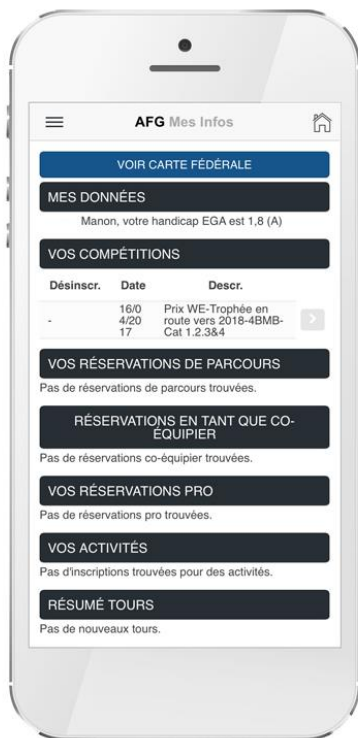 AFG Mes Infos
VOIR CARTE FÉDÉRALE
MES DONNÉES
Manon, votre handicap EGA est 1,8 (A)
VOS COMPÉTITIONS
Désinscr. Date Descr.
16/0 Prix WE-Trophée en
- 4/20 route vers 2018-4BMB-
17 Cat 1.2.3&4
VOS RÉSERVATIONS DE PARCOURS
Pas de réservations de parcours trouvées.
RÉSERVATIONS EN TANT QUE CO-
ÉQUIPIER
Pas de réservations co-équipier trouvées.
VOS RÉSERVATIONS PRO
Pas de réservations pro trouvées.
VOS ACTIVITÉS
Pas d'inscriptions trouvées pour des activités.
RÉSUMÉ TOURS
Pas de nouveaux tours.